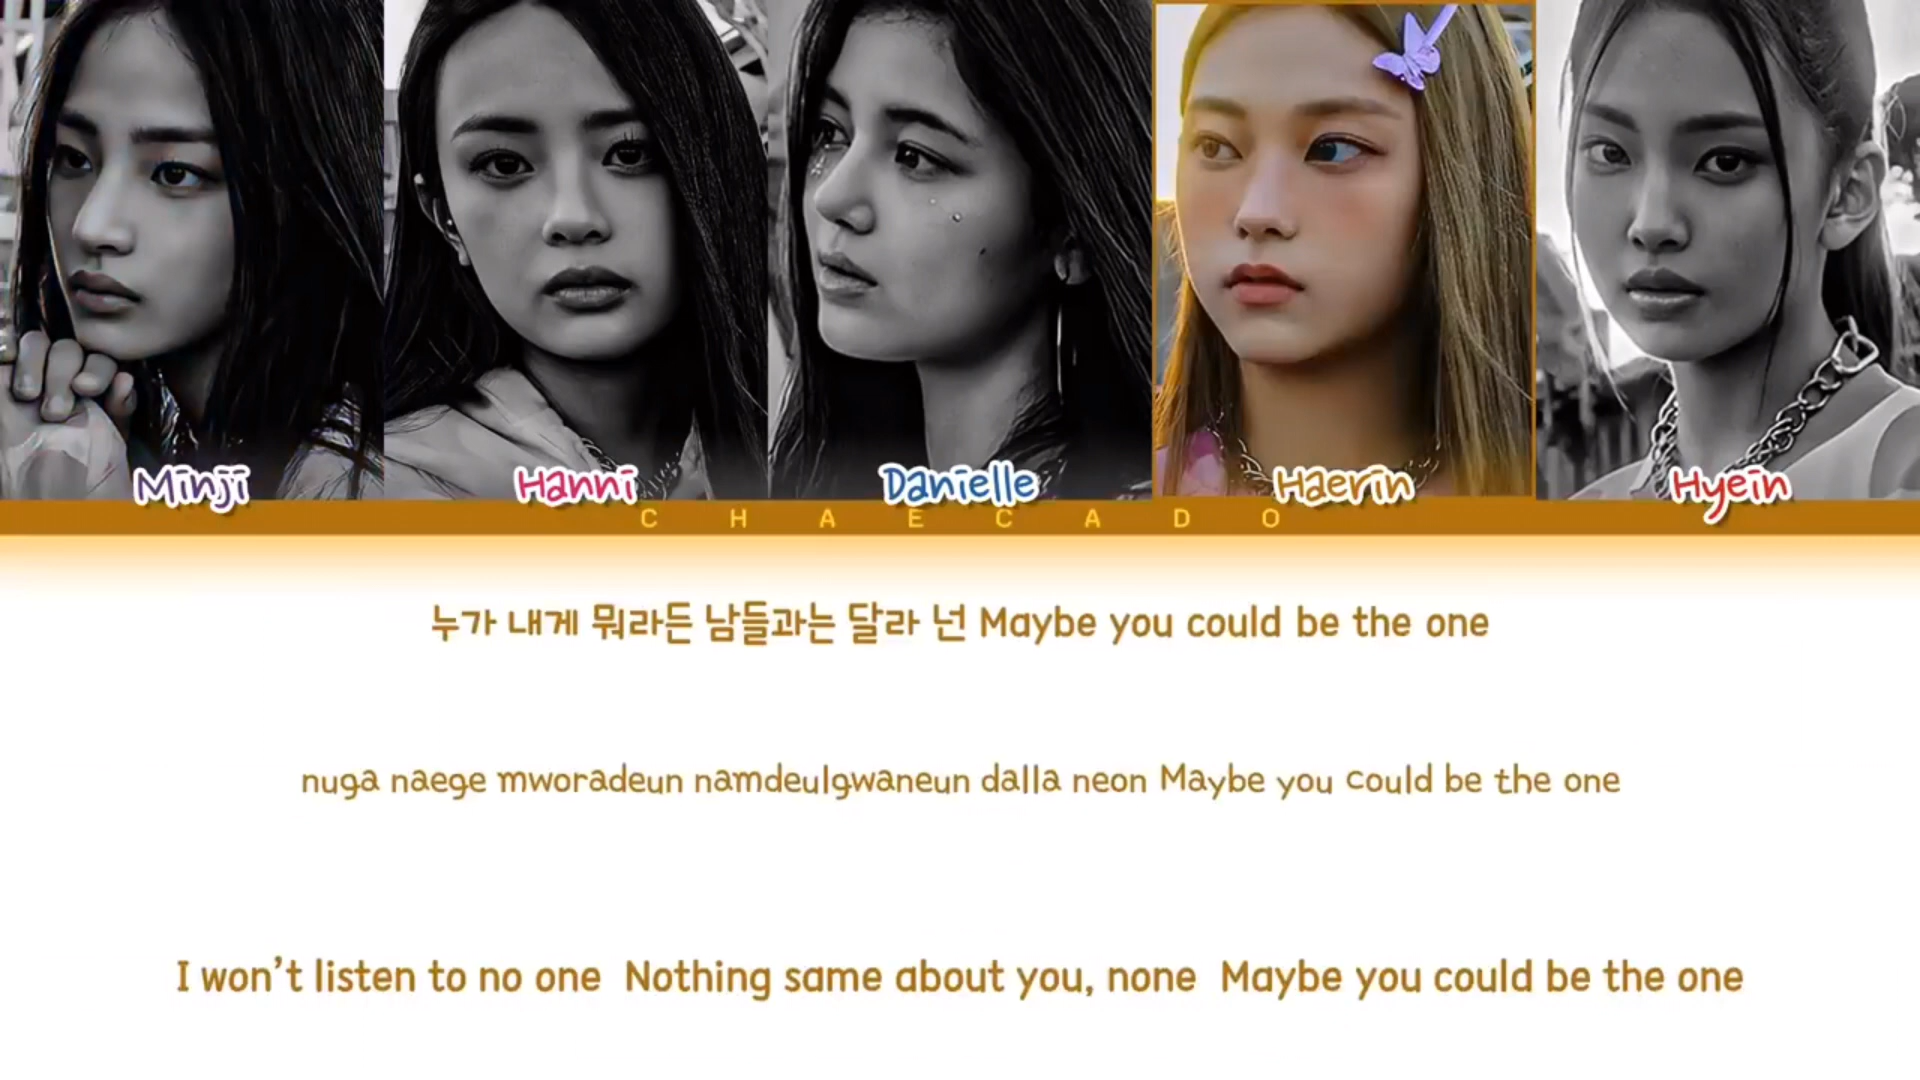 Minji Hanni Danielle Haerin Hyein
CHAECADO
누가 내게 뭐라든 남들과는 달라 넌 Maybe you could be the one
nuga naege mworadeun namdeulgwaneun dalla neon Maybe you could be the one
I won't listen to no one Nothing same about you, none Maybe you could be the one